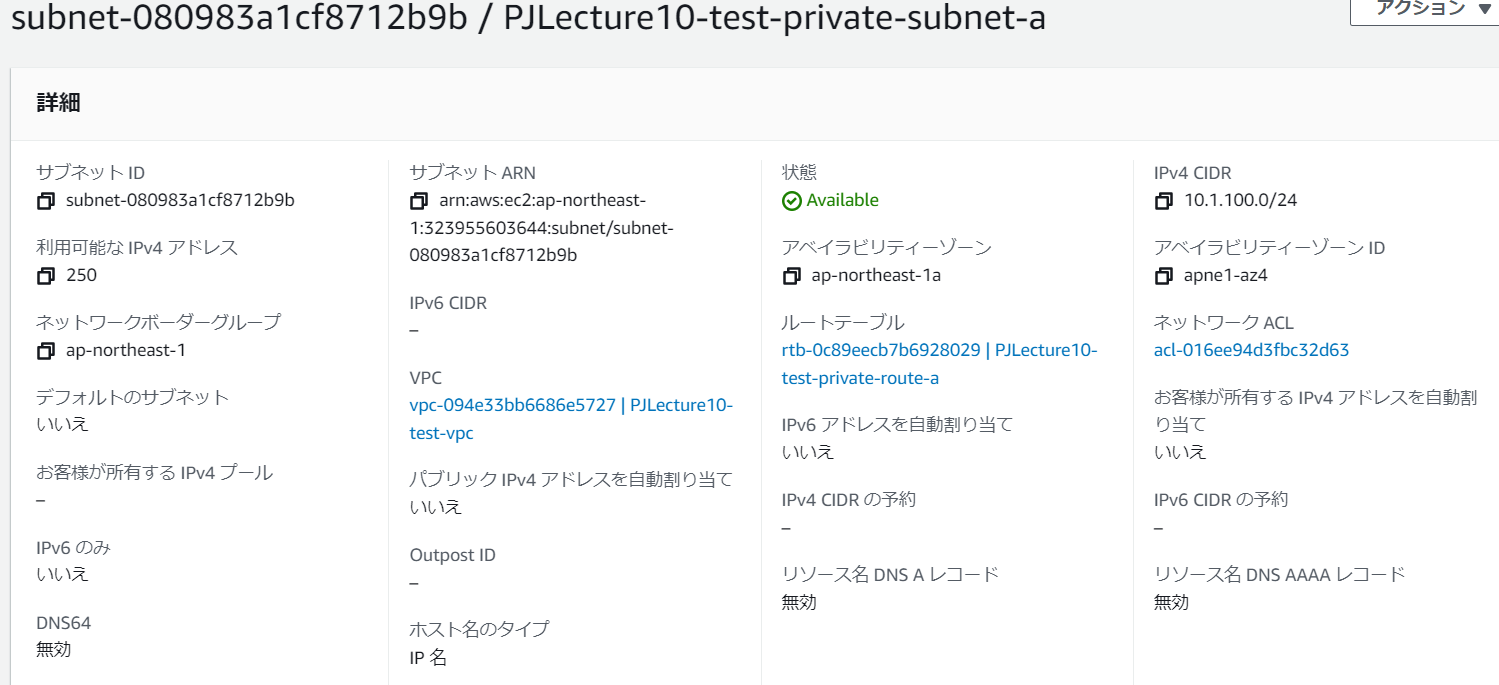 subnet-080983a1cf8712b9b / PJLecture10-test-private-subnet-a
アクション ▼
詳細
サブネット ID
subnet-080983a1cf8712b9b
利用可能な IPv4 アドレス
250
ネットワークボーダーグループ
ap-northeast-1
デフォルトのサブネット
いいえ
お客様が所有する IPv4 プール
–
IPv6 のみ
いいえ
DNS64
無効
サブネット ARN
arn:aws:ec2:ap-northeast-
1:323955603644:subnet/subnet-
080983a1cf8712b9b
IPv6 CIDR
–
VPC
vpc-094e33bb6686e5727 | PJLecture10-
test-vpc
パブリック IPv4 アドレスを自動割り当て
いいえ
Outpost ID
–
ホスト名のタイプ
IP 名
状態
Available
アベイラビリティーゾーン
ap-northeast-1a
ルートテーブル
rtb-0c89eecb7b6928029 | PJLecture10-
test-private-route-a
IPv6 アドレスを自動割り当て
いいえ
IPv4 CIDR の予約
–
リソース名 DNS A レコード
無効
IPv4 CIDR
10.1.100.0/24
アベイラビリティーゾーン ID
apne1-az4
ネットワーク ACL
acl-016ee94d3fbc32d63
お客様が所有する IPv4 アドレスを自動割
り当て
いいえ
IPv6 CIDR の予約
–
リソース名 DNS AAAA レコード
無効